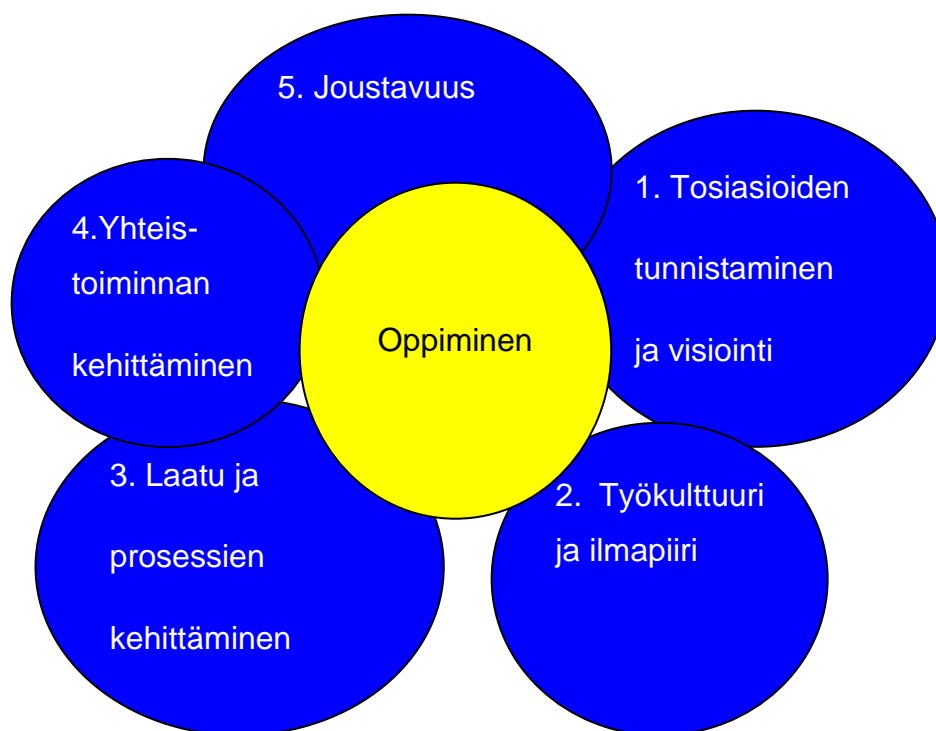 5. Joustavuus
1. Tosiasioiden
tunnistaminen
ja visiointi
4.Yhteis-
toiminnan
kehittäminen
Oppiminen
3. Laatu ja
prosessien
kehittäminen
2. Työkulttuuri
ja ilmapiiri